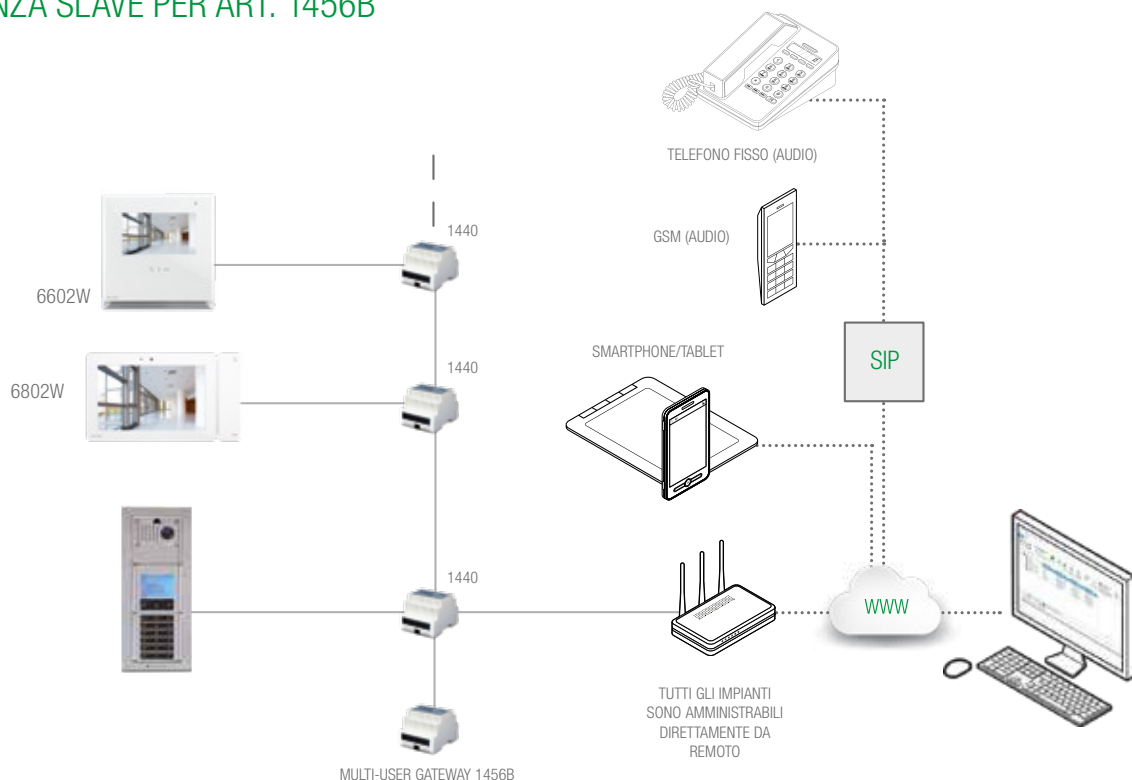 NZA SLAVE PER ART. 1456B
TELEFONO FISSO (AUDIO)
1440
GSM (AUDIO)
6602W
SMARTPHONE/TABLET
SIP
1440
6802W
1440
WWW
TUTTI GLI IMPIANTI
SONO AMMINISTRABILI
DIRETTAMENTE DA
REMOTO
MULTI-USER GATEWAY 1456B